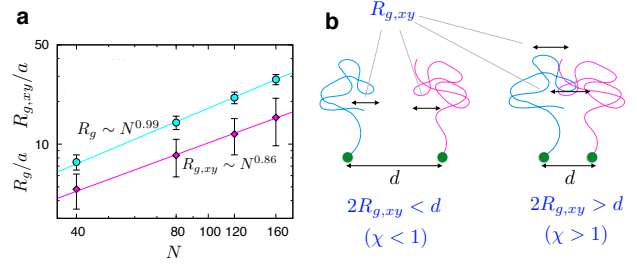 a
50
10
R_g/a R_{g,xy}/a
R_g ∼ N^{0.99}
R_{g,xy} ∼ N^{0.86}
40 80 100 120 160
N
b
R_{g,xy}
d
d
2R_{g,xy} < d
(χ < 1)
2R_{g,xy} > d
(χ > 1)